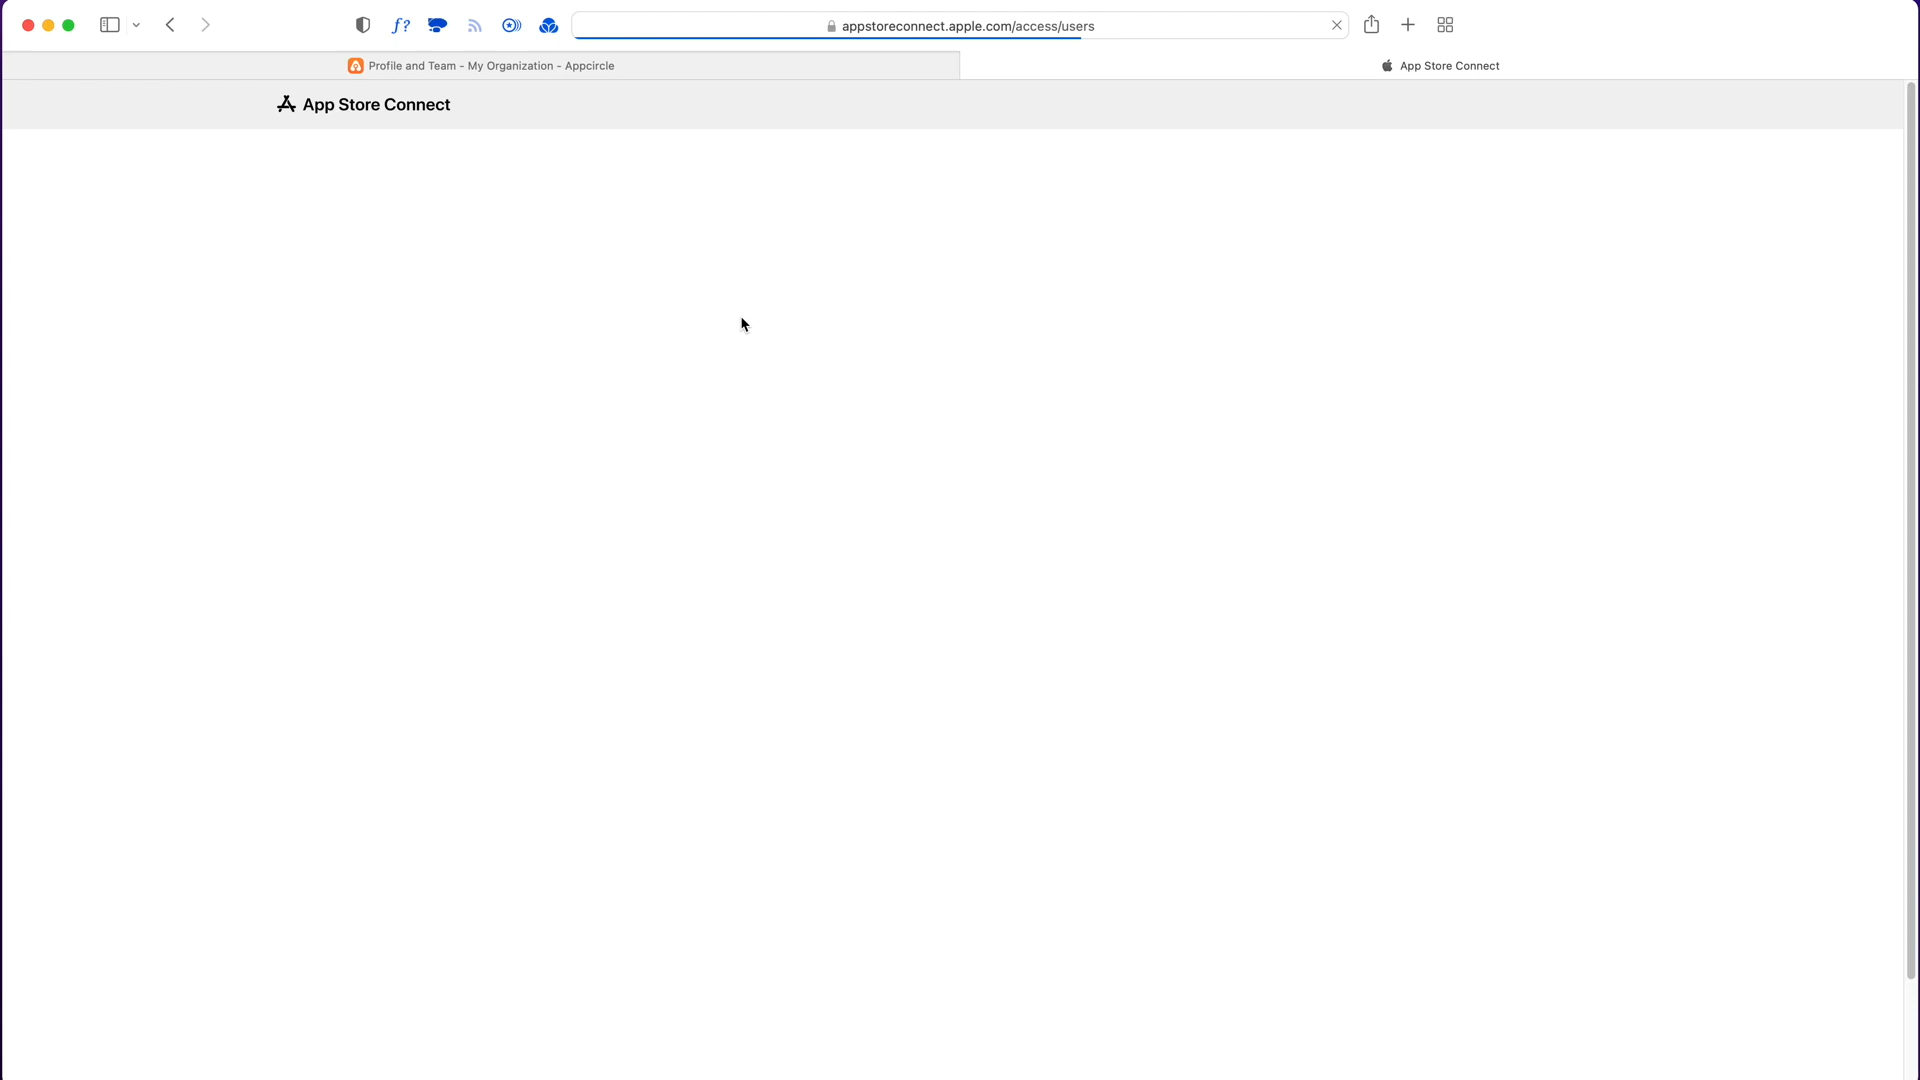 appstoreconnect.apple.com/access/users
Profile and Team - My Organization - Appcircle
App Store Connect
App Store Connect